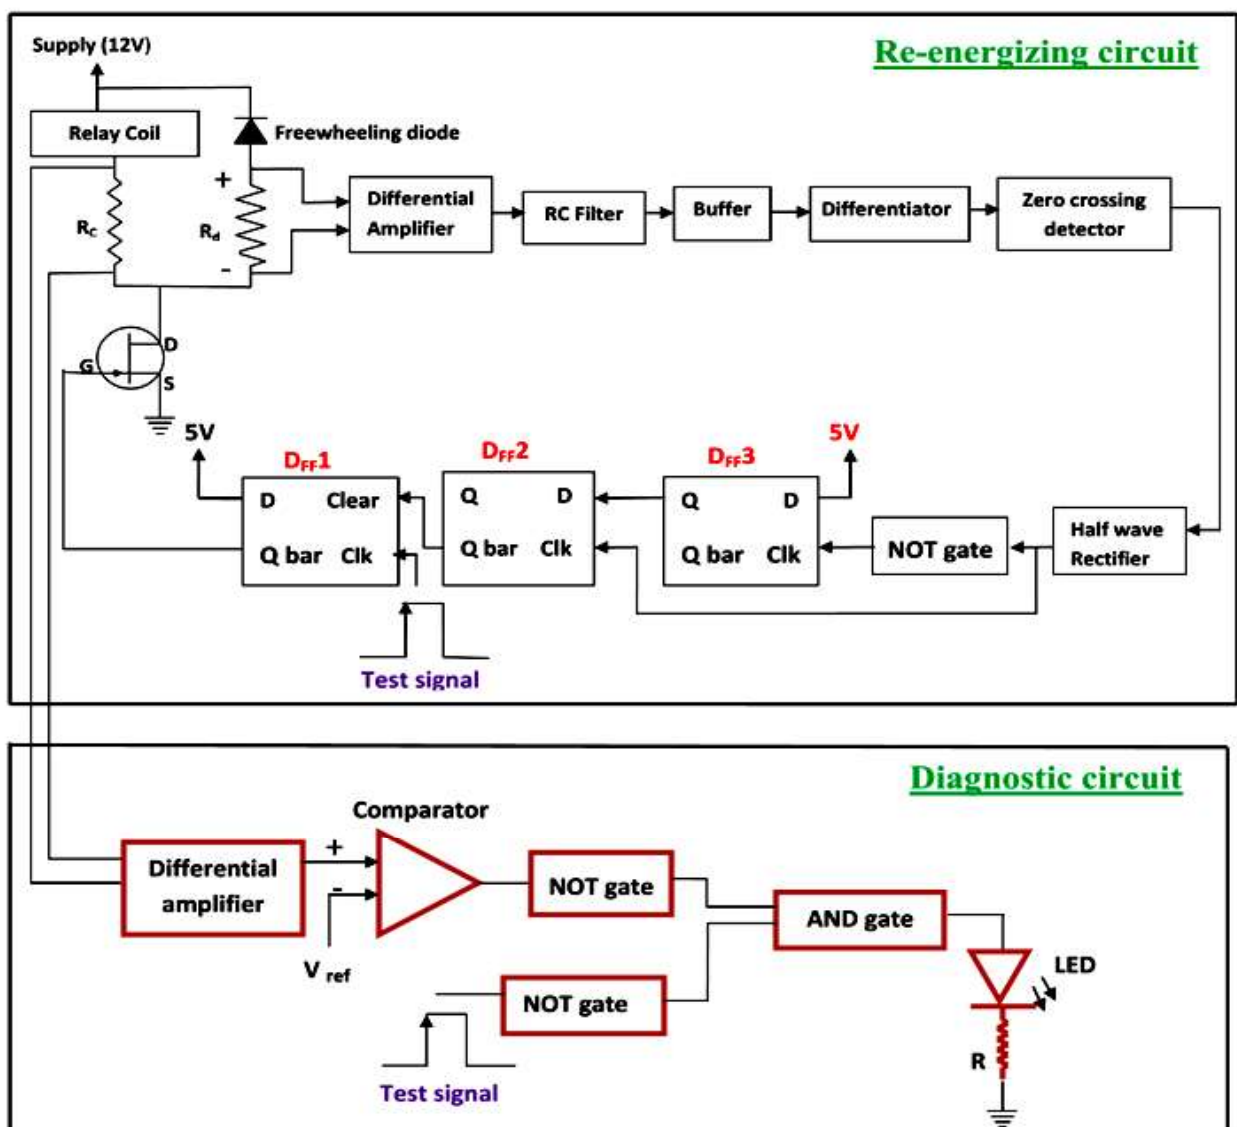 Supply (12V)
Re-energizing circuit
Relay Coil
Freewheeling diode
+
Differential
Amplifier
RC Filter
Buffer
Differentiator
Zero crossing
detector
Rc
Rd
-
D
G
S
5V
DFF1
DFF2
DFF3
5V
D Clear
Q D
Q D
Q bar Clk
Q bar Clk
Q bar Clk
NOT gate
Half wave
Rectifier
Test signal
Diagnostic circuit
Comparator
Differential
amplifier
+
-
V ref
NOT gate
AND gate
NOT gate
LED
R
Test signal